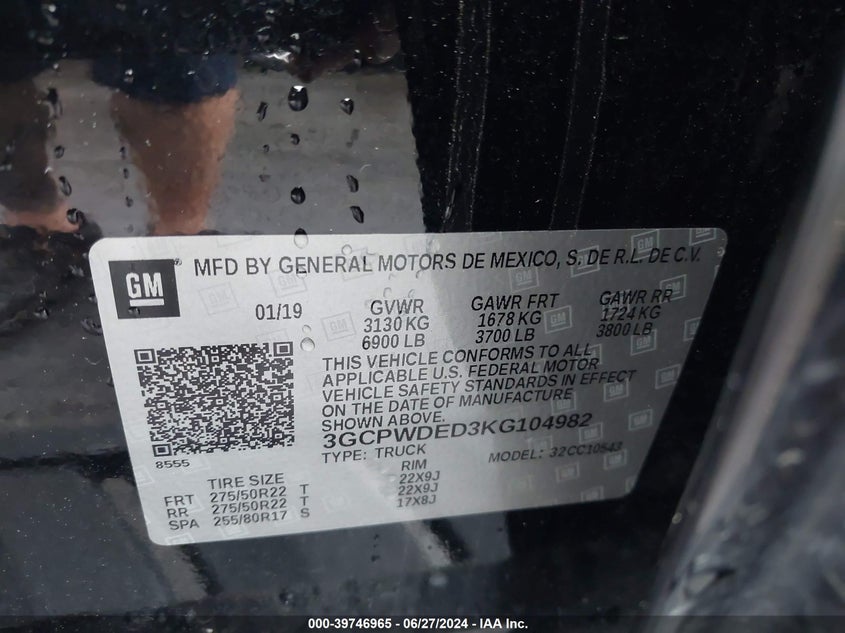 GM
MFD BY GENERAL MOTORS DE MEXICO, S. DE R.L. DE C.V.
01/19
GVWR GAWR FRT GAWR RR
3130 KG 1678 KG 1724 KG
6900 LB 3700 LB 3800 LB
THIS VEHICLE CONFORMS TO ALL
APPLICABLE U.S. FEDERAL MOTOR
VEHICLE SAFETY STANDARDS IN EFFECT
ON THE DATE OF MANUFACTURE
SHOWN ABOVE.
3GCPWDED3KG104982
8555
TYPE: TRUCK MODEL: 32CC10543
TIRE SIZE RIM
FRT 275/50R22 T 22X9J
RR 275/50R22 T 22X9J
SPA 255/80R17 S 17X8J
000-39746965 - 06/27/2024 - IAA Inc.